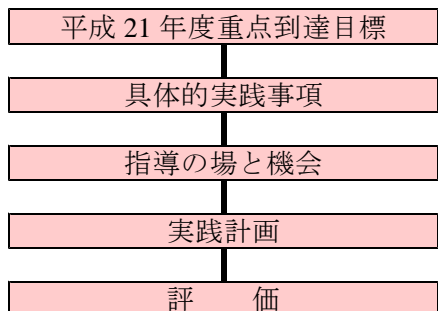 平成 21 年度重点到達目標
具体的実践事項
指導の場と機会
実践計画
評　　価